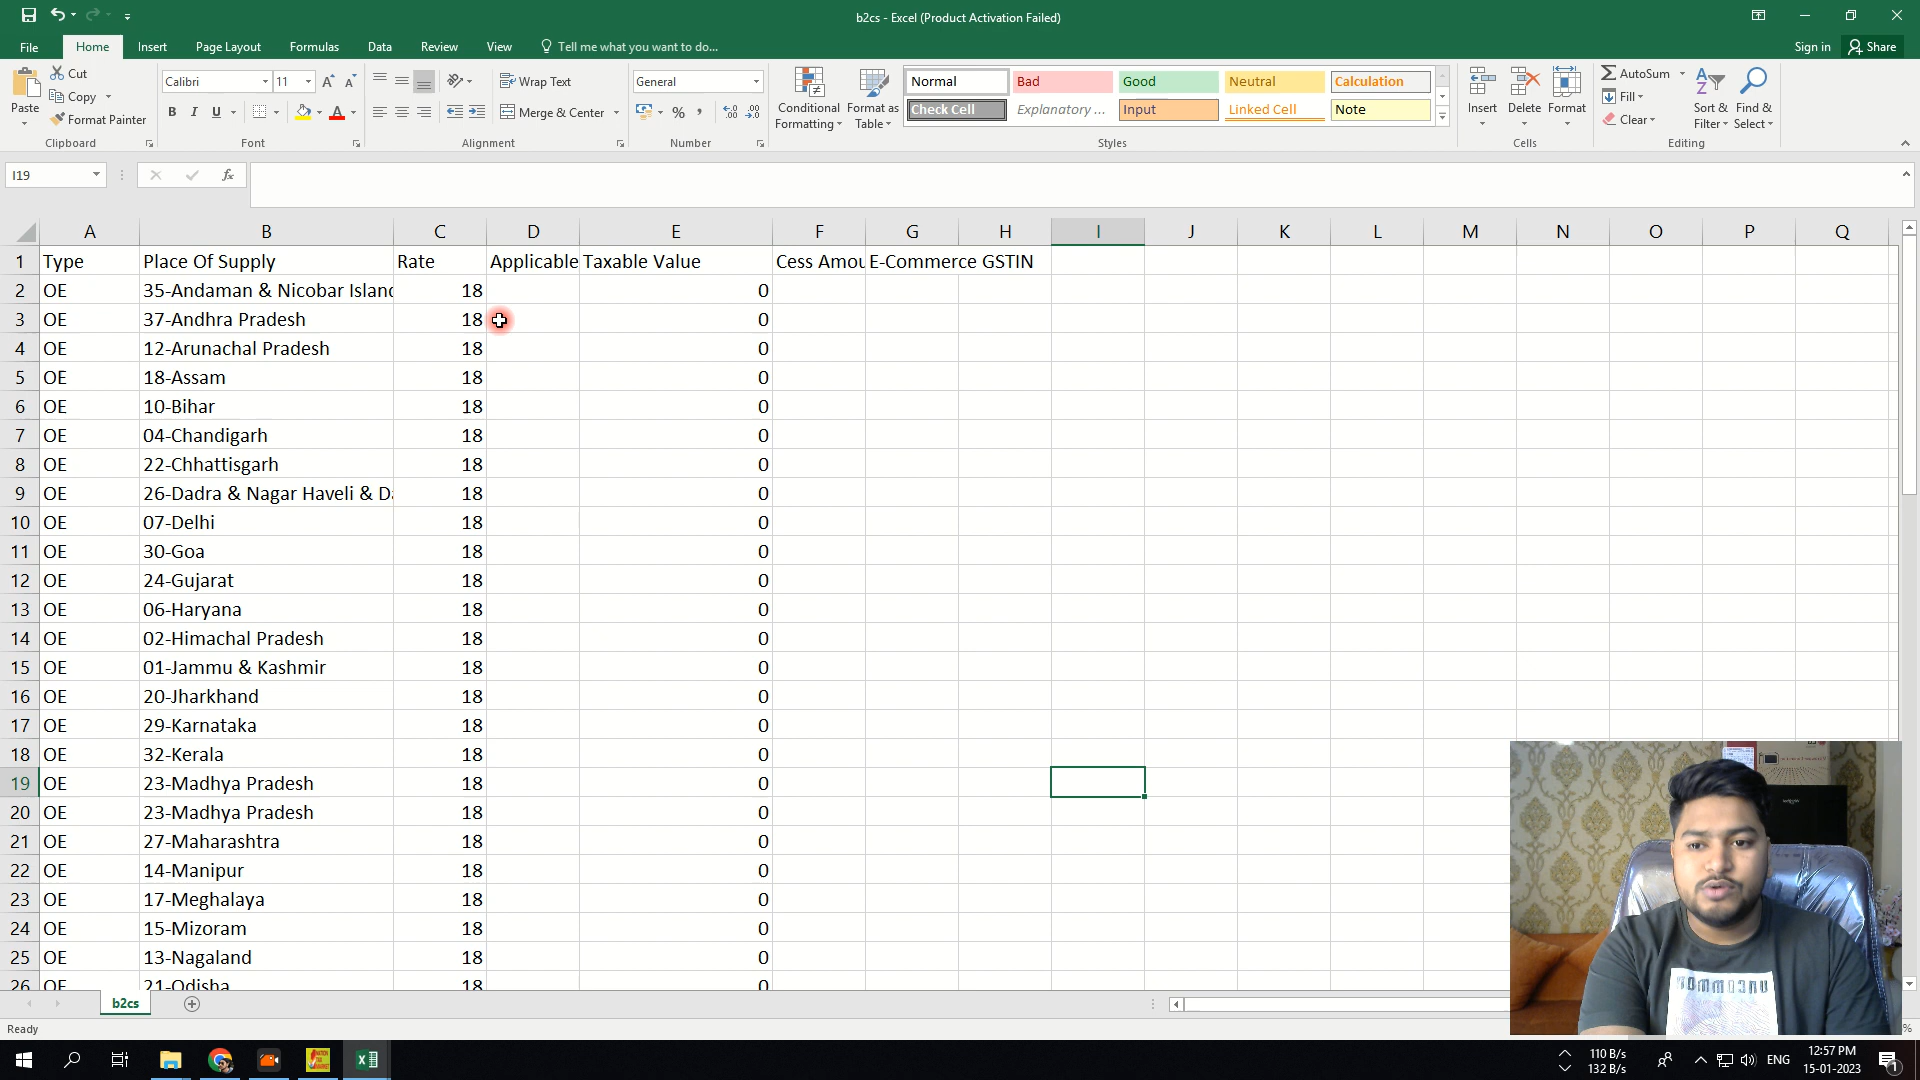 b2cs - Excel (Product Activation Failed)
File Home Insert Page Layout Formulas Data Review View Tell me what you want to do... Sign in Share
Paste Cut Copy Format Painter Clipboard
Calibri 11 B I U A Font
Wrap Text Merge & Center Alignment
General % , Number
Conditional Formatting Format as Table
Normal Bad Good Neutral Calculation
Check Cell Explanatory ... Input Linked Cell Note
Styles
Insert Delete Format Cells
AutoSum Fill Clear Sort & Filter Find & Select Editing
I19 fx
A B C D E F G H I J K L M N O P Q
1 Type Place Of Supply Rate Applicable Taxable Value Cess Amou E-Commerce GSTIN
2 OE 35-Andaman & Nicobar Island 18 0
3 OE 37-Andhra Pradesh 18 0
4 OE 12-Arunachal Pradesh 18 0
5 OE 18-Assam 18 0
6 OE 10-Bihar 18 0
7 OE 04-Chandigarh 18 0
8 OE 22-Chhattisgarh 18 0
9 OE 26-Dadra & Nagar Haveli & Da 18 0
10 OE 07-Delhi 18 0
11 OE 30-Goa 18 0
12 OE 24-Gujarat 18 0
13 OE 06-Haryana 18 0
14 OE 02-Himachal Pradesh 18 0
15 OE 01-Jammu & Kashmir 18 0
16 OE 20-Jharkhand 18 0
17 OE 29-Karnataka 18 0
18 OE 32-Kerala 18 0
19 OE 23-Madhya Pradesh 18 0
20 OE 23-Madhya Pradesh 18 0
21 OE 27-Maharashtra 18 0
22 OE 14-Manipur 18 0
23 OE 17-Meghalaya 18 0
24 OE 15-Mizoram 18 0
25 OE 13-Nagaland 18 0
26 OE 21-Odisha 18 0
b2cs
Ready
110 B/s
132 B/s
ENG
12:57 PM
15-01-2023
1